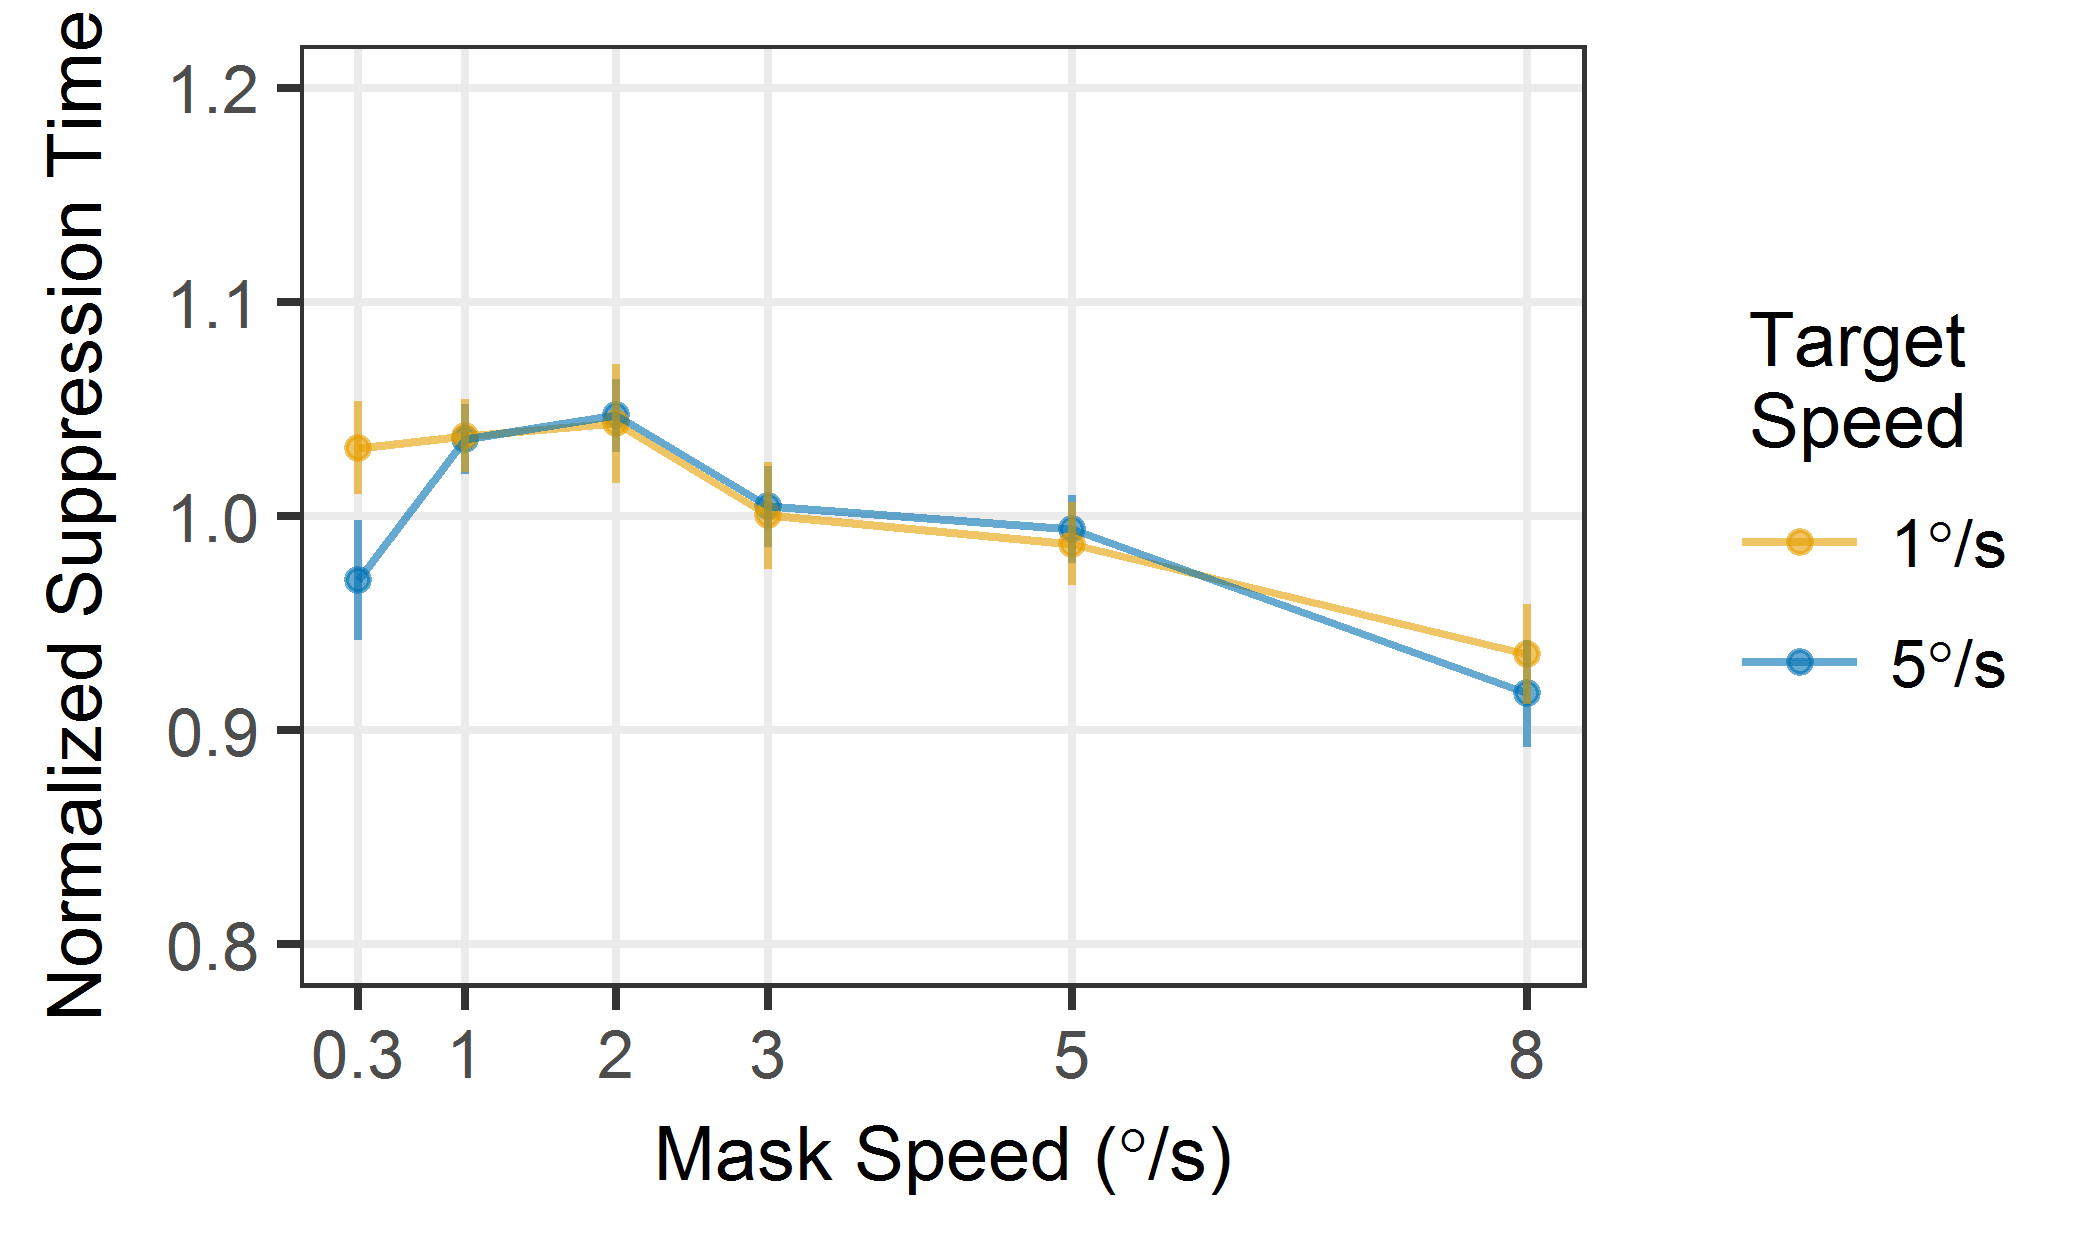 Normalized Suppression Time
1.2
1.1
1.0
0.9
0.8
0.3 1 2 3 5 8
Mask Speed (°/s)
Target
Speed
1°/s
5°/s